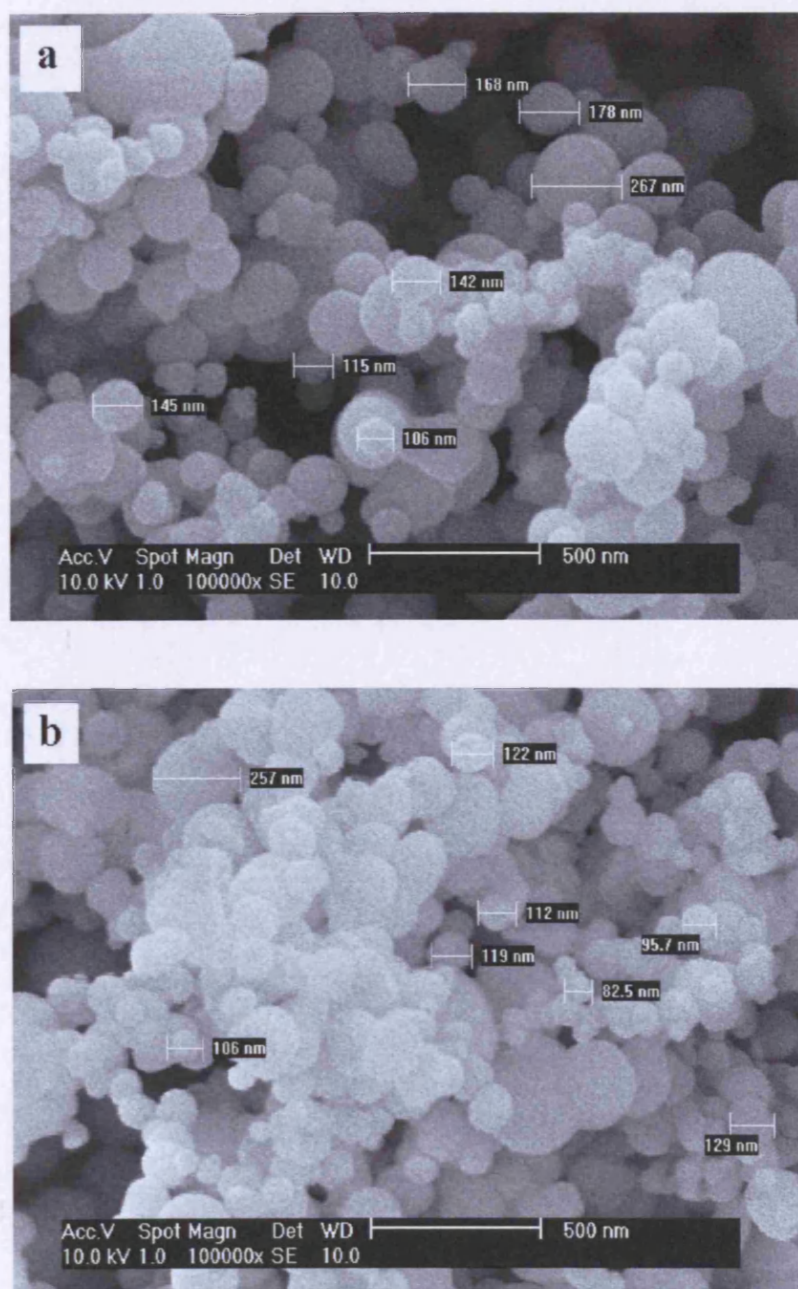 a
168 nm
178 nm
267 nm
142 nm
115 nm
145 nm
106 nm
Acc.V Spot Magn Det WD 500 nm
10.0 kV 1.0 100000x SE 10.0
b
122 nm
257 nm
112 nm
95.7 nm
119 nm
82.5 nm
106 nm
129 nm
Acc.V Spot Magn Det WD 500 nm
10.0 kV 1.0 100000x SE 10.0